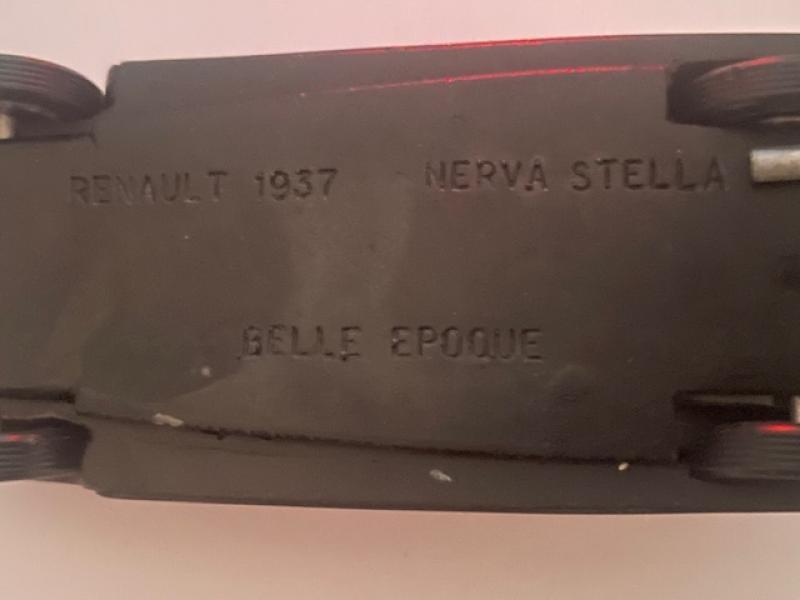 RENAULT 1937 NERVA STELLA
BELLE EPOQUE